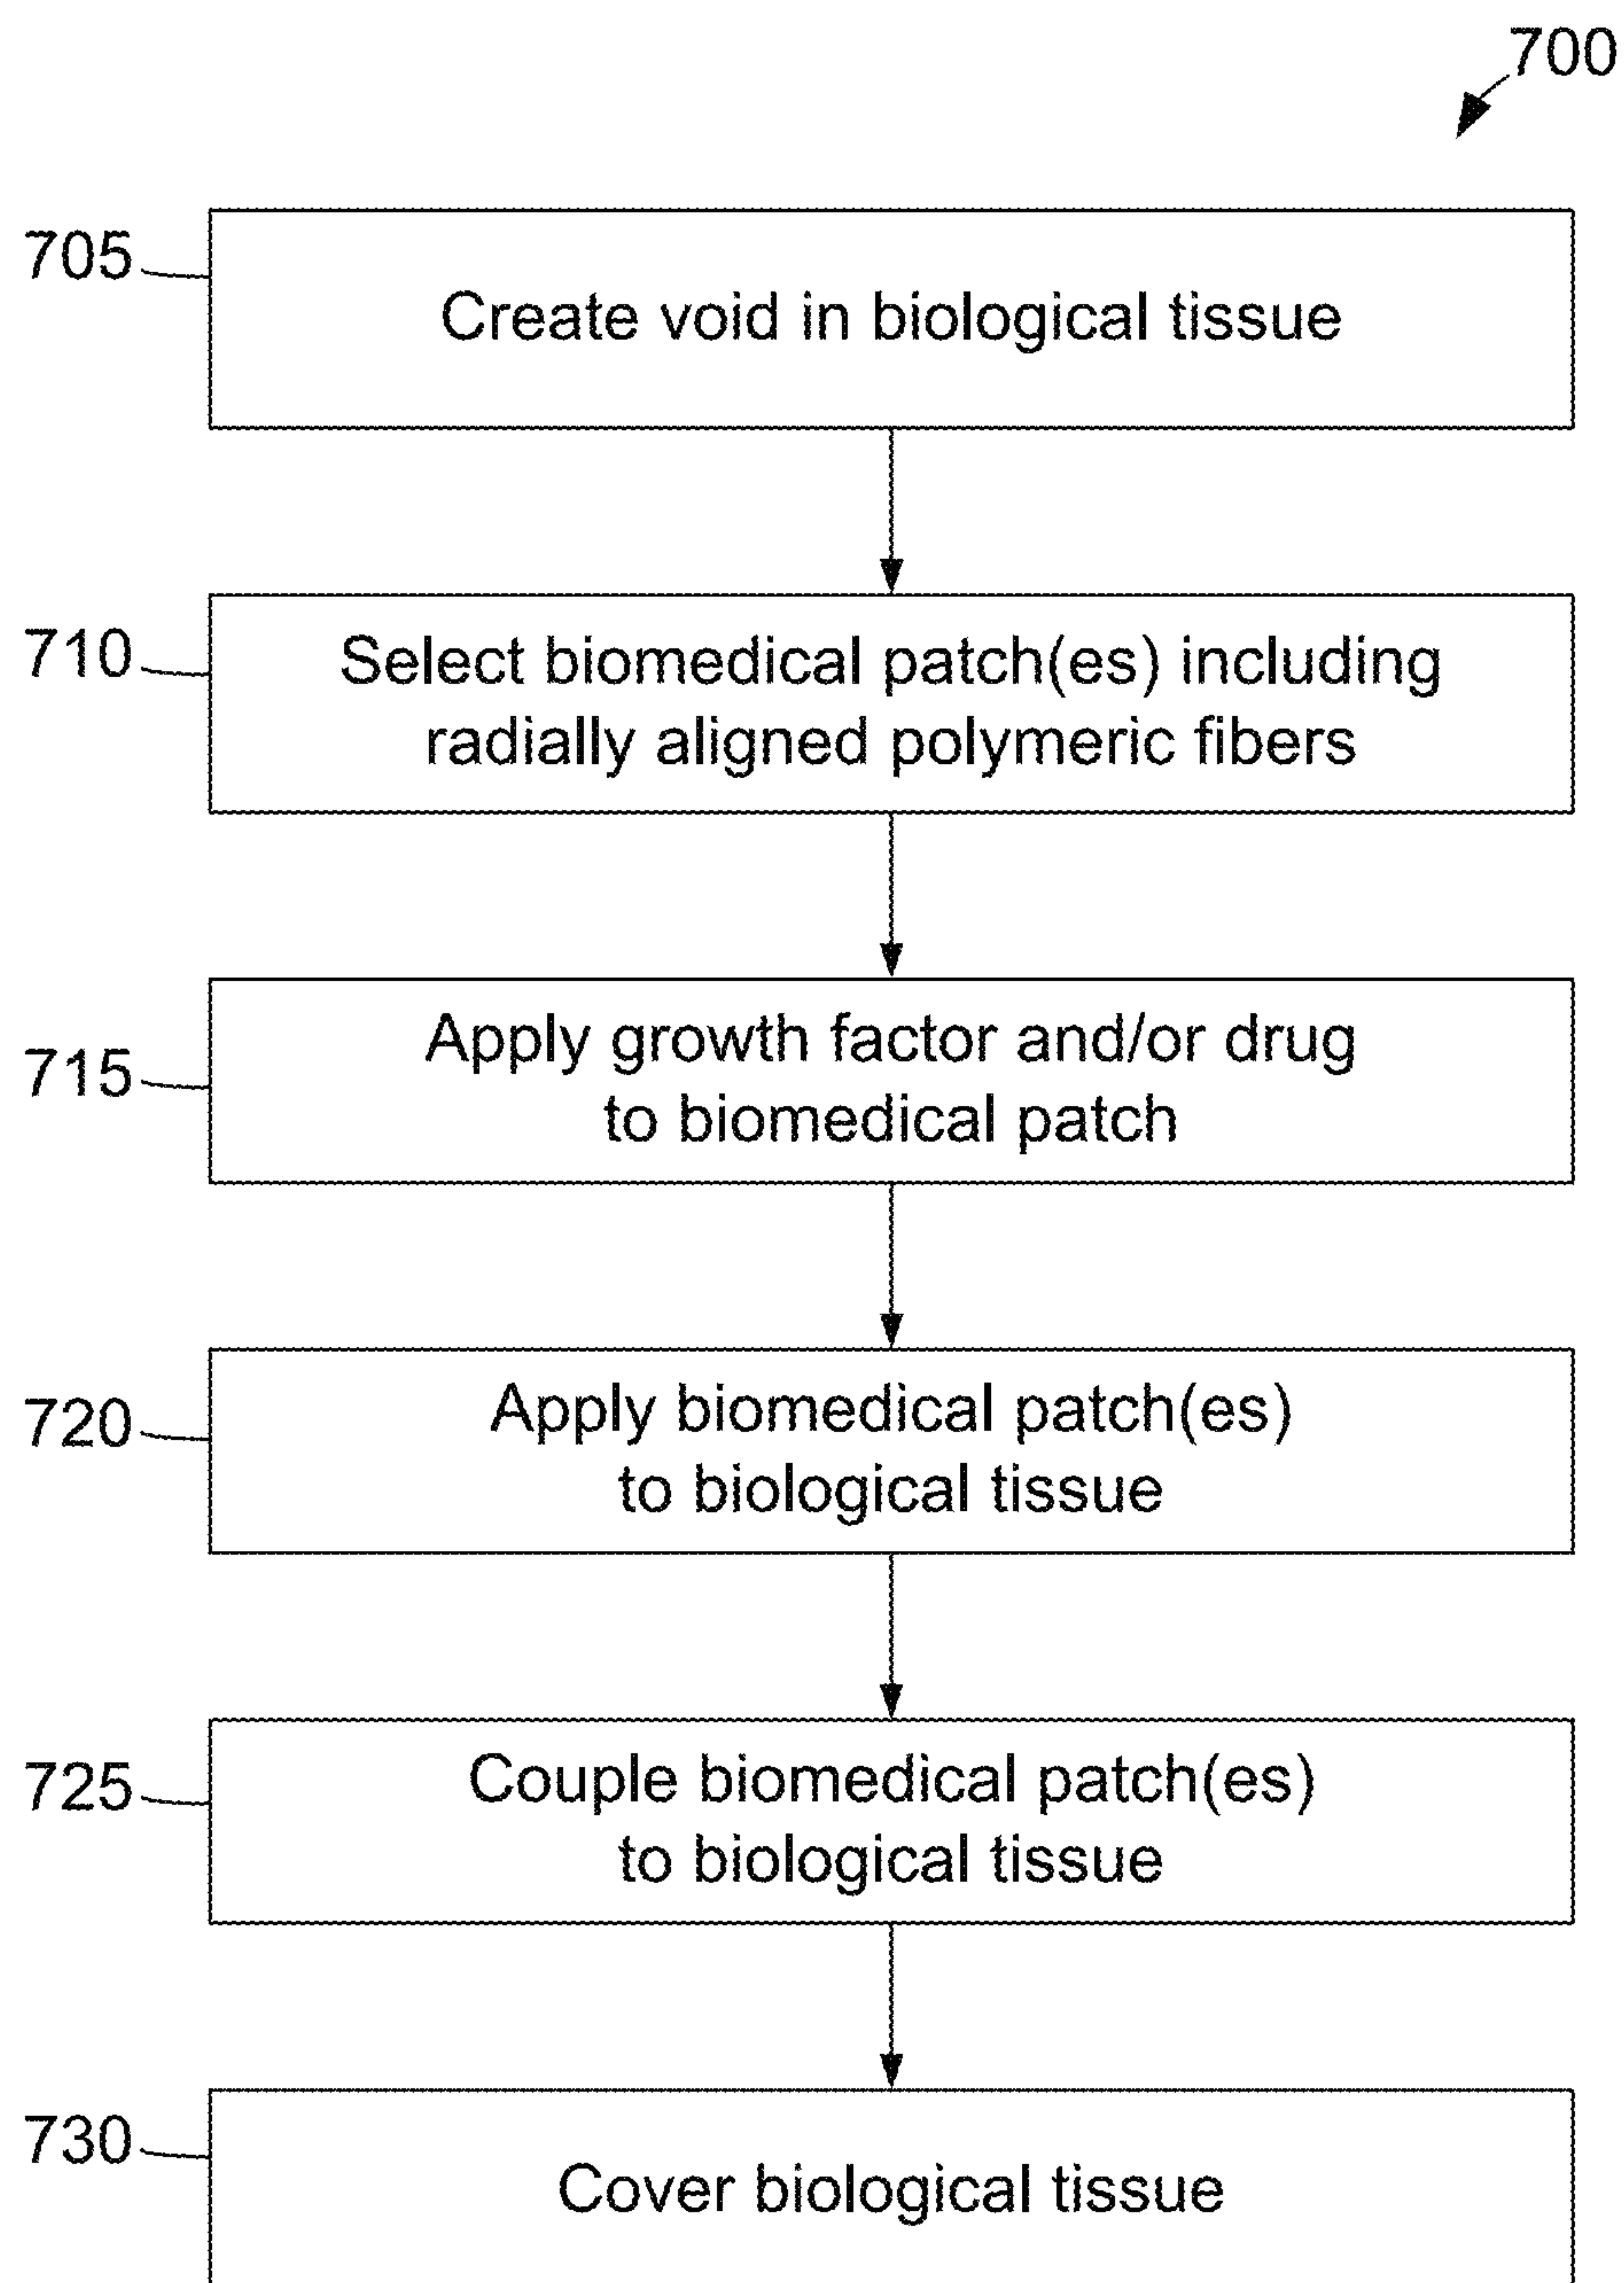 700
705
Create void in biological tissue
710
Select biomedical patch(es) including
radially aligned polymeric fibers
715
Apply growth factor and/or drug
to biomedical patch
720
Apply biomedical patch(es)
to biological tissue
725
Couple biomedical patch(es)
to biological tissue
730
Cover biological tissue